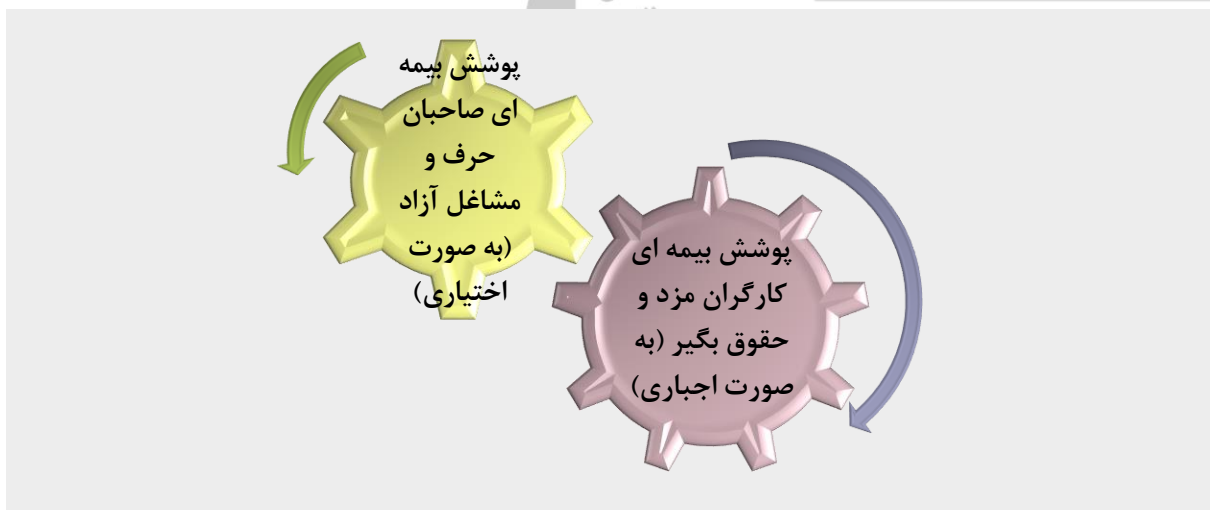 پوشش بیمه
ای صاحبان
حرف و
مشاغل آزاد
(به صورت
اختیاری)
پوشش بیمه ای
کارگران مزد و
حقوق بگیر (به
صورت اجباری)